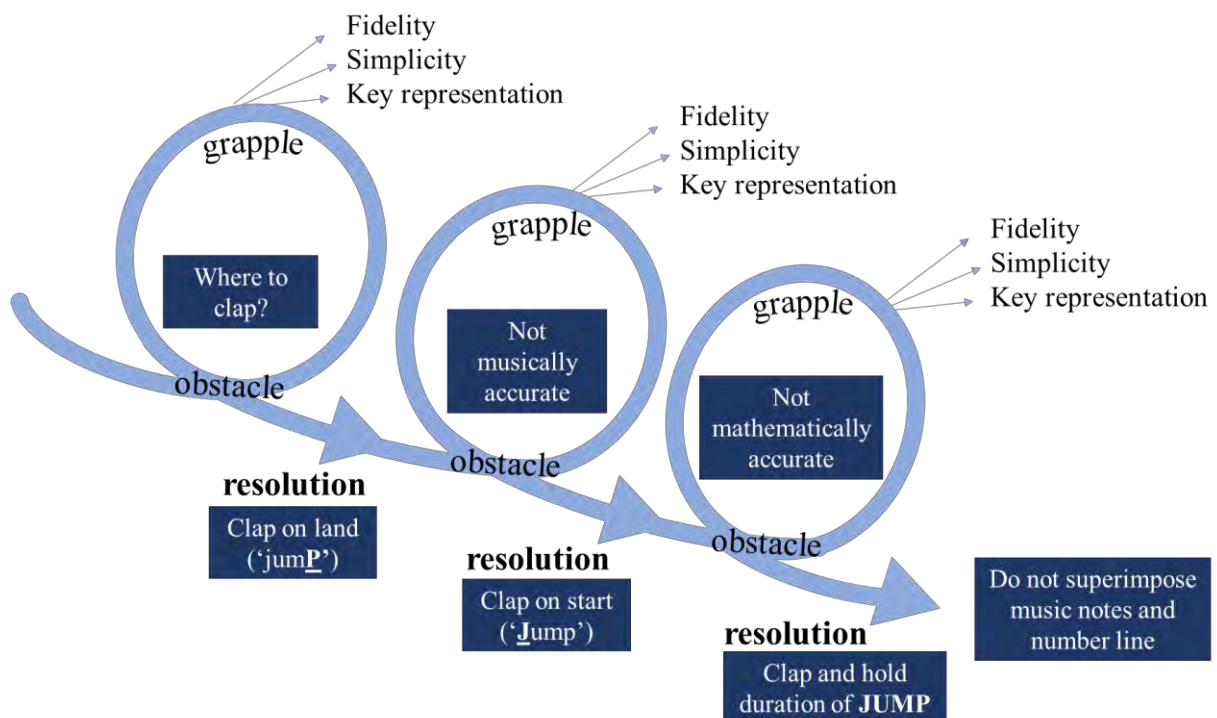 Fidelity
Simplicity
Key representation
grapple
Where to
clap?
obstacle
resolution
Clap on land
(‘jumP’)
Fidelity
Simplicity
Key representation
grapple
Not
musically
accurate
obstacle
resolution
Clap on start
(‘Jump’)
Fidelity
Simplicity
Key representation
grapple
Not
mathematically
accurate
obstacle
resolution
Clap and hold
duration of JUMP
Do not superimpose
music notes and
number line